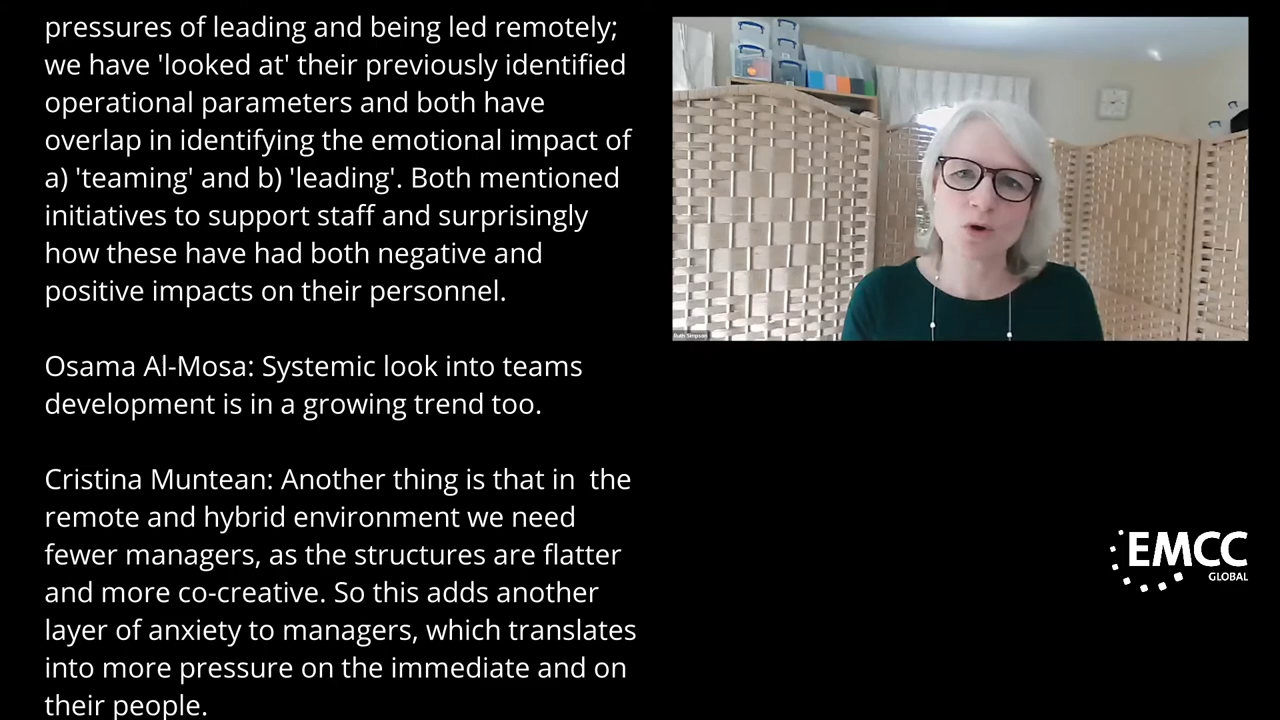 pressures of leading and being led remotely;
we have 'looked at' their previously identified
operational parameters and both have
overlap in identifying the emotional impact of
a) 'teaming' and b) 'leading'. Both mentioned
initiatives to support staff and surprisingly
how these have had both negative and
positive impacts on their personnel.
Osama Al-Mosa: Systemic look into teams
development is in a growing trend too.
Cristina Muntean: Another thing is that in  the
remote and hybrid environment we need
fewer managers, as the structures are flatter
and more co-creative. So this adds another
layer of anxiety to managers, which translates
into more pressure on the immediate and on
their people.
Ruth Simpson
EMCC
GLOBAL